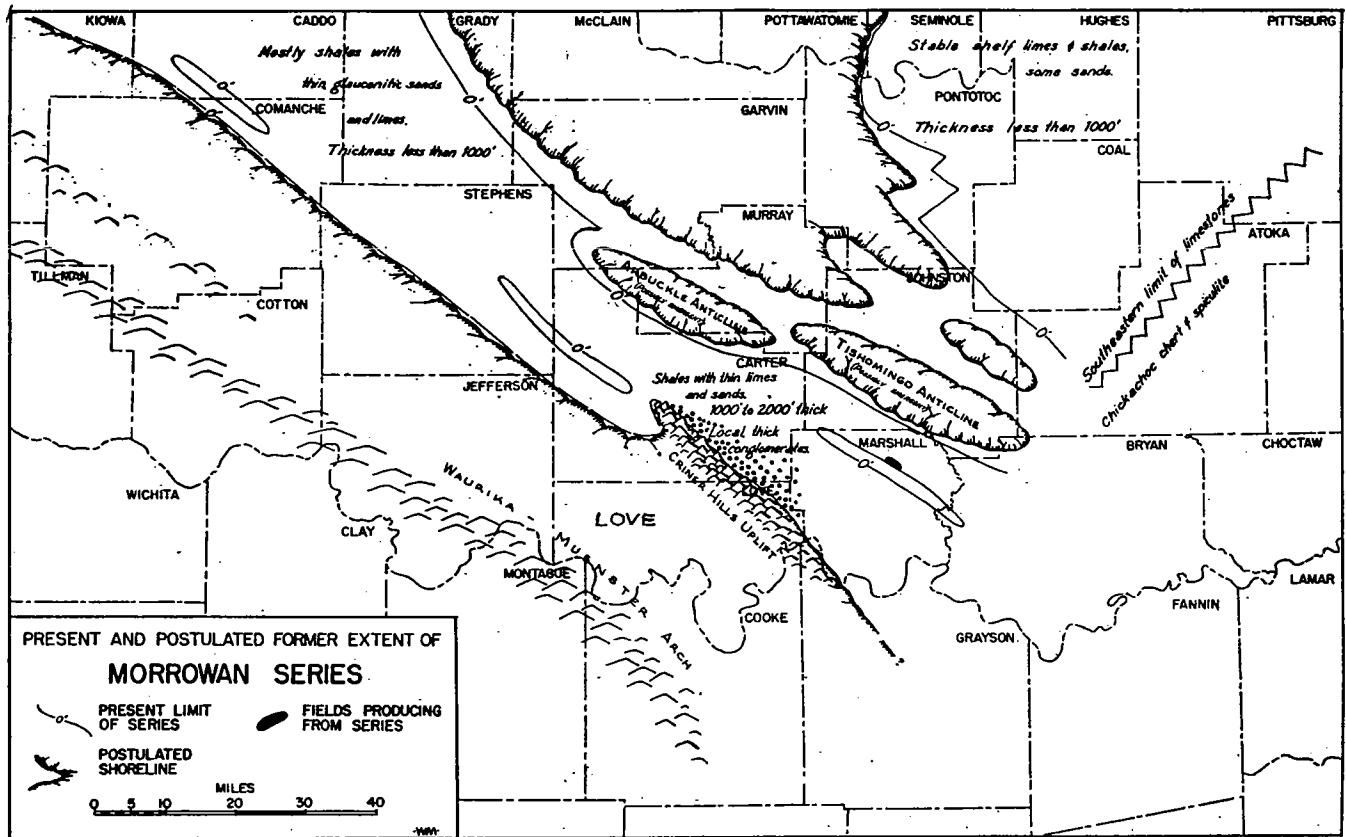 KIOWA
CADDO
GRADY
McCLAIN
POTTAWATOMIE
SEMINOLE
HUGHES
PITTSBURG
Mostly shales with
thin glauconitic sands
and limes.
Thickness less than 1000'
Stable shelf limes & shales,
some sands.
Thickness less than 1000'
COMANCHE
GARVIN
PONTOTOC
COAL
STEPHENS
MURRAY
ATOKA
TILLMAN
COTTON
JOHNSTON
ARBUCKLE ANTICLINE
TISHOMINGO ANTICLINE
Southeastern limit of limestones
Chickachoc chert & spiculite
CARTER
JEFFERSON
Shales with thin limes
and sands.
1000' to 2000' thick
Local thick
conglomerates.
MARSHALL
BRYAN
CHOCTAW
WICHITA
WAURIKA - MUENSTER ARCH
CRINER HILLS UPLIFT
LOVE
LOVE
CLAY
MONTAGUE
COOKE
GRAYSON
FANNIN
LAMAR
?
O'
O'
O'
O'
O'
O'
O'
O'
PRESENT AND POSTULATED FORMER EXTENT OF
MORROWAN SERIES
O'
PRESENT LIMIT
OF SERIES
FIELDS PRODUCING
FROM SERIES
POSTULATED
SHORELINE
MILES
0 5 10 20 30 40
-WM-